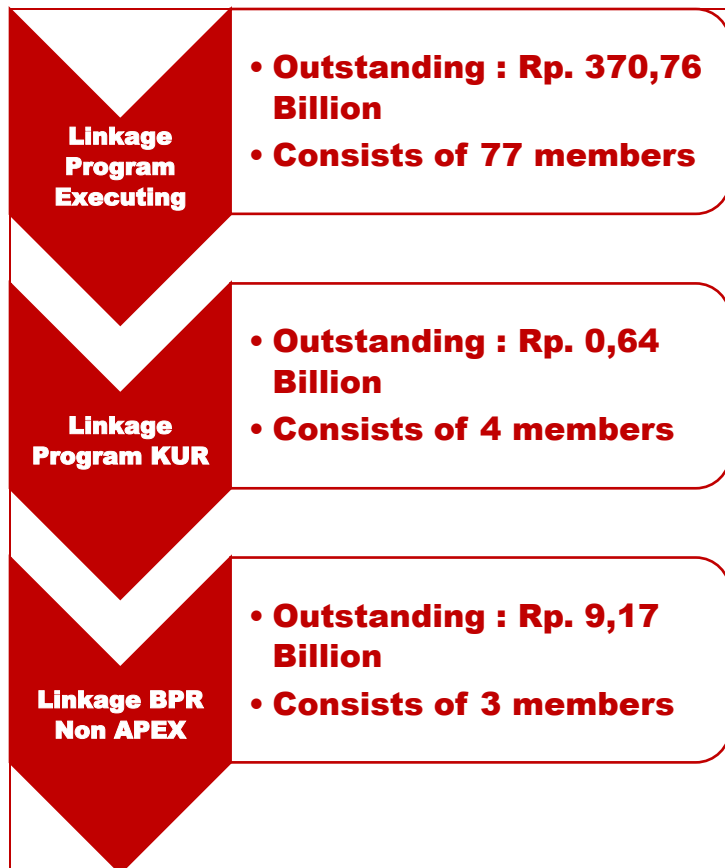 Linkage
Program
Executing
• Outstanding : Rp. 370,76
Billion
• Consists of 77 members
Linkage
Program KUR
• Outstanding : Rp. 0,64
Billion
• Consists of 4 members
Linkage BPR
Non APEX
• Outstanding : Rp. 9,17
Billion
• Consists of 3 members